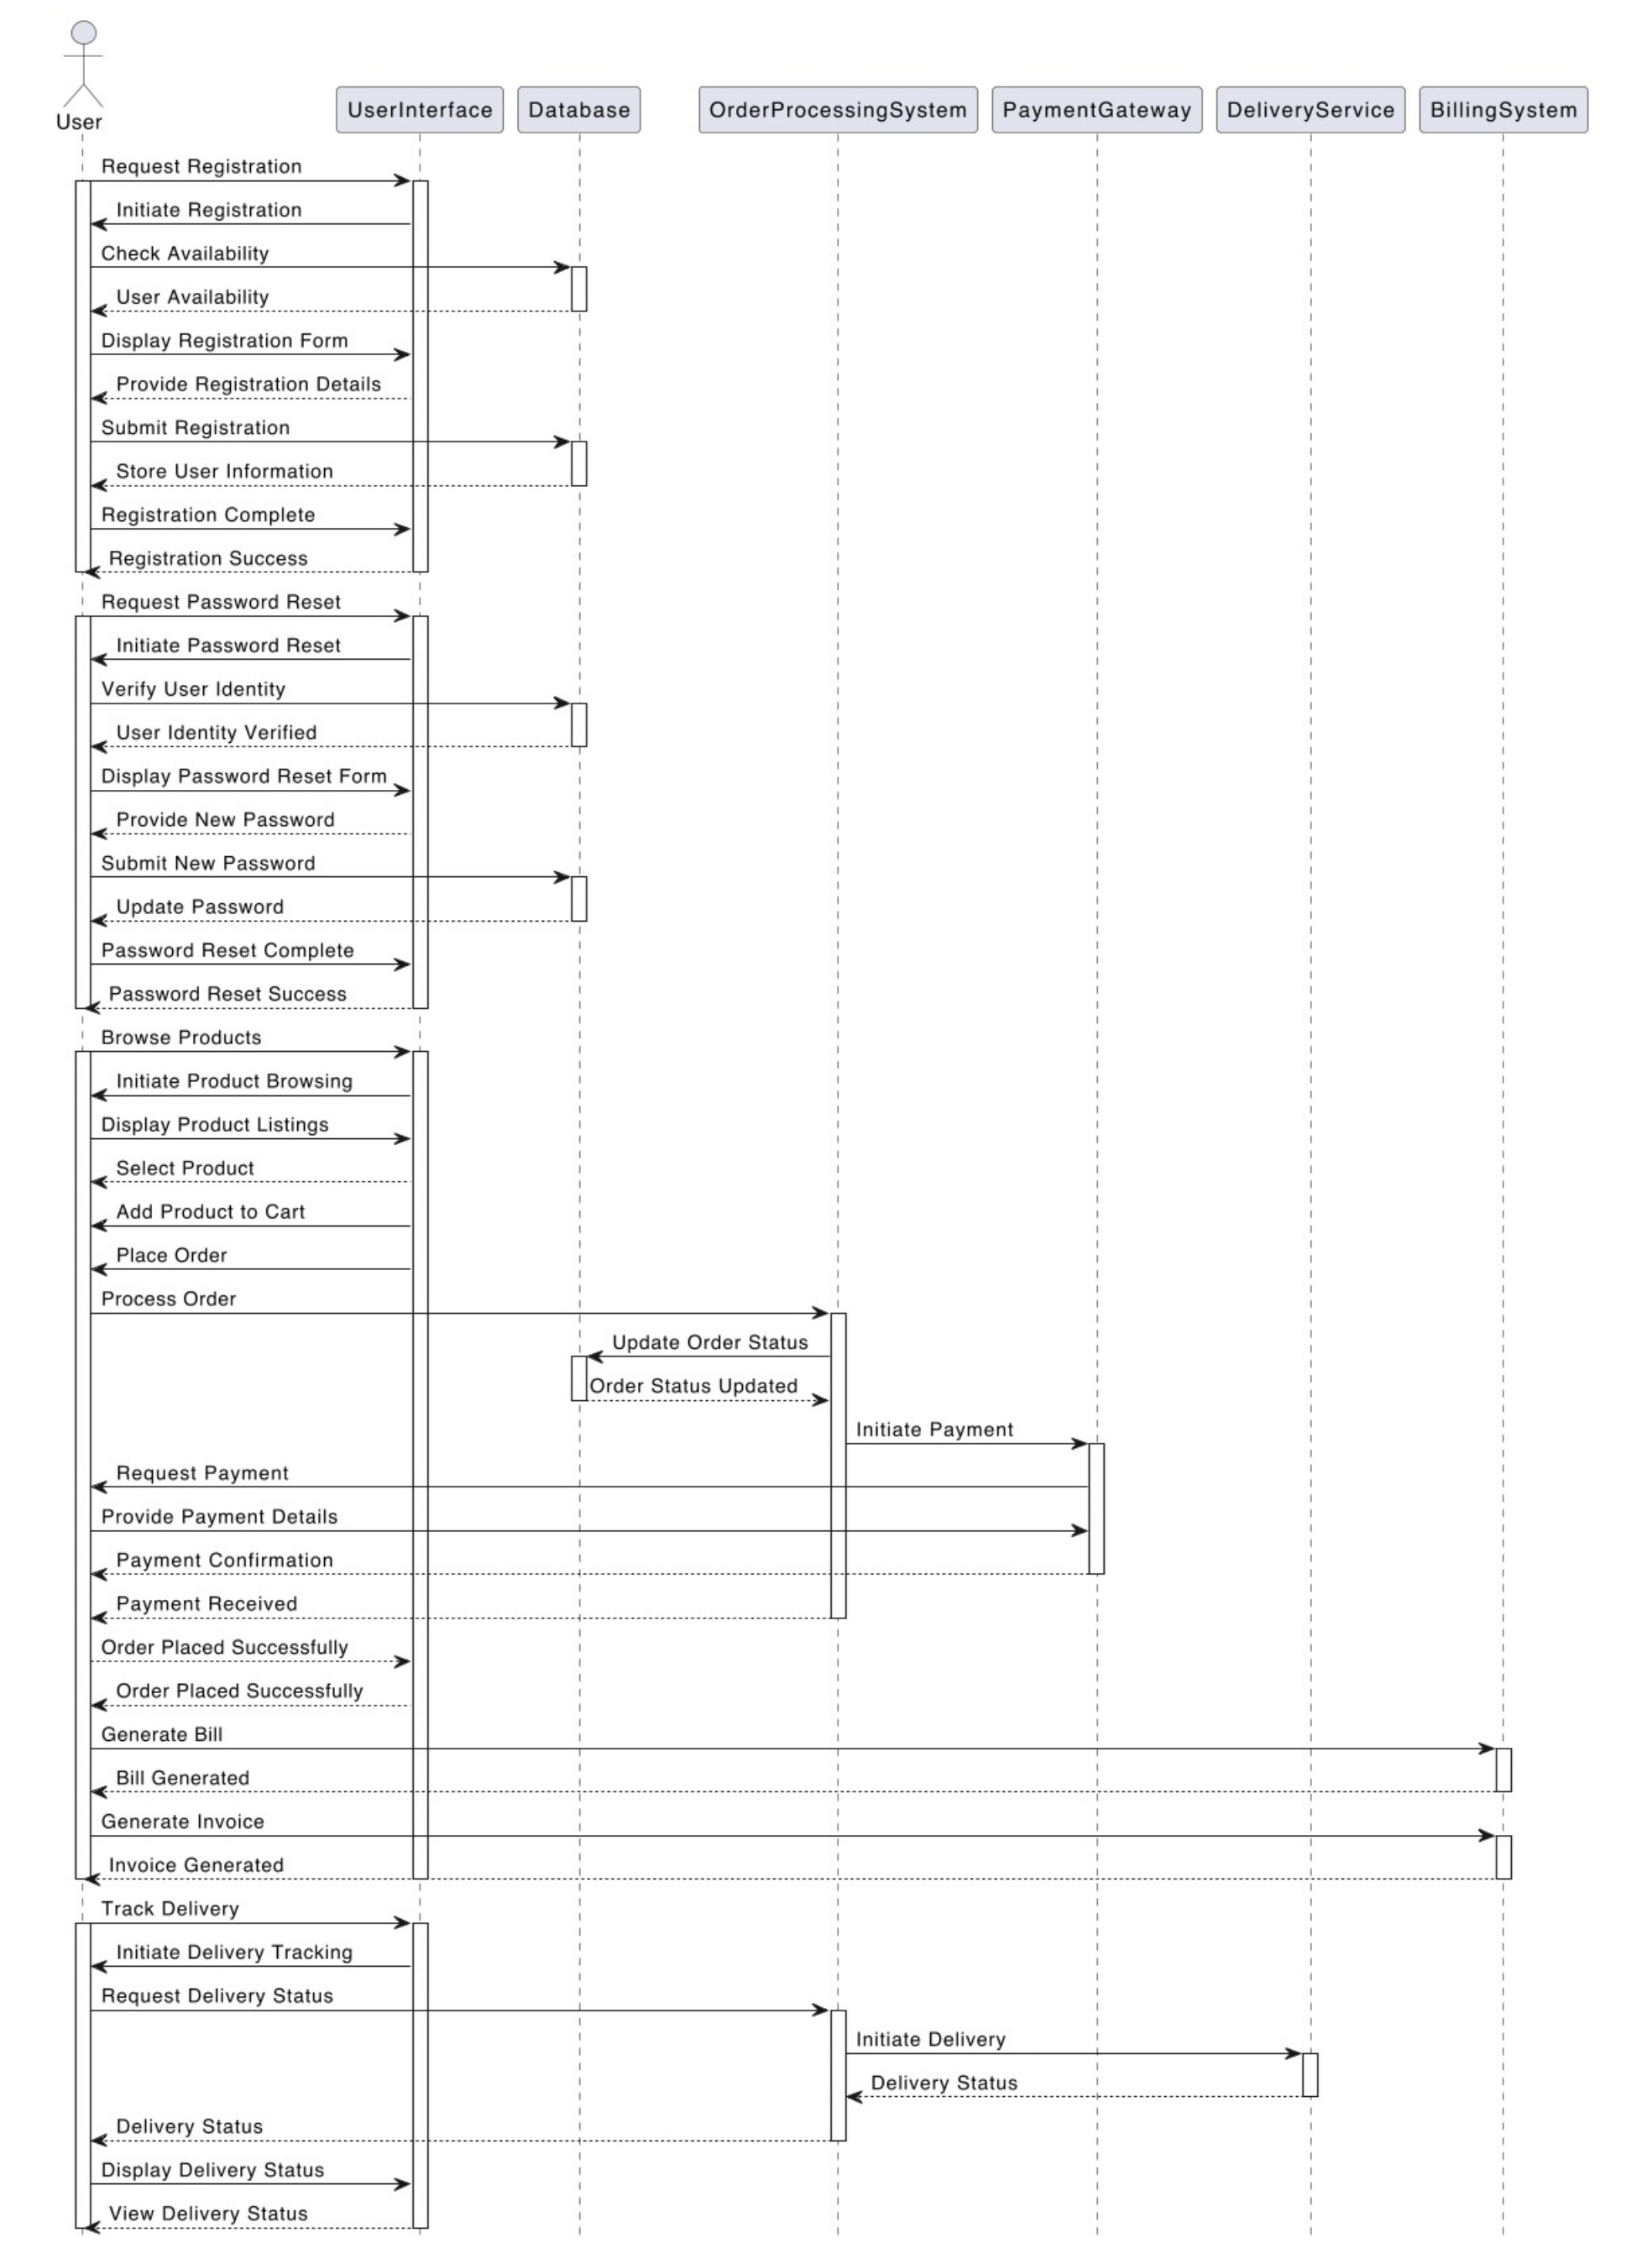 User
UserInterface
Database
OrderProcessingSystem
PaymentGateway
DeliveryService
BillingSystem
Request Registration
Initiate Registration
Check Availability
User Availability
Display Registration Form
Provide Registration Details
Submit Registration
Store User Information
Registration Complete
Registration Success
Request Password Reset
Initiate Password Reset
Verify User Identity
User Identity Verified
Display Password Reset Form
Provide New Password
Submit New Password
Update Password
Password Reset Complete
Password Reset Success
Browse Products
Initiate Product Browsing
Display Product Listings
Select Product
Add Product to Cart
Place Order
Process Order
Update Order Status
Order Status Updated
Initiate Payment
Request Payment
Provide Payment Details
Payment Confirmation
Payment Received
Order Placed Successfully
Order Placed Successfully
Generate Bill
Bill Generated
Generate Invoice
Invoice Generated
Track Delivery
Initiate Delivery Tracking
Request Delivery Status
Initiate Delivery
Delivery Status
Delivery Status
Display Delivery Status
View Delivery Status